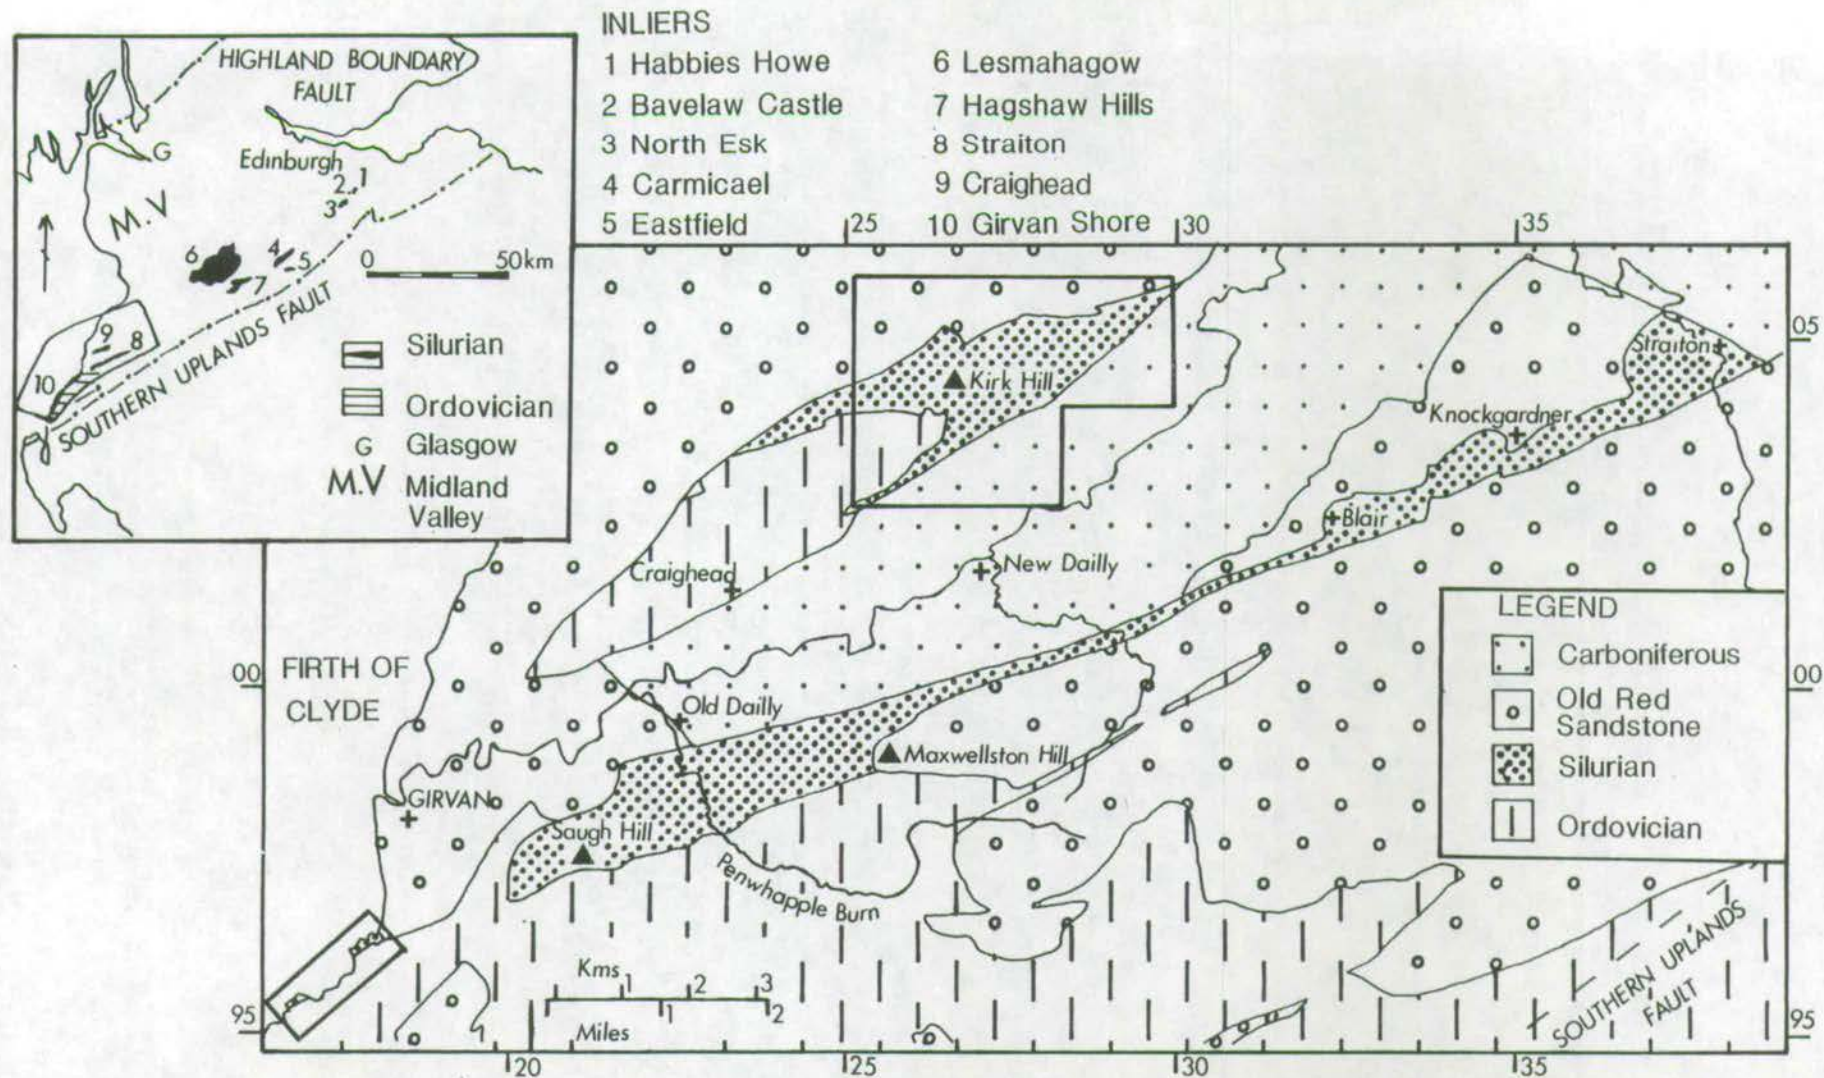 INLIERS
1 Habbies Howe
2 Bavelaw Castle
3 North Esk
4 Carmicael
5 Eastfield
6 Lesmahagow
7 Hagshaw Hills
8 Straiton
9 Craighead
10 Girvan Shore
HIGHLAND BOUNDARY
FAULT
G
Edinburgh
1
2
3
M.V
4
5
6
7
0 50km
SOUTHERN UPLANDS FAULT
9
8
10
Silurian
Ordovician
G Glasgow
M.V Midland
Valley
25 30 35
05
Straiton
Kirk Hill
Knockgardner
Blair
New Dailly
Craighead
00
FIRTH OF
CLYDE
Old Dailly
Maxwellston Hill
GIRVAN
Saugh Hill
Penwhapple Burn
LEGEND
Carboniferous
Old Red
Sandstone
Silurian
Ordovician
00
SOUTHERN UPLANDS
FAULT
Kms 1 2 3
Miles 1 2
95 95
20 25 30 35